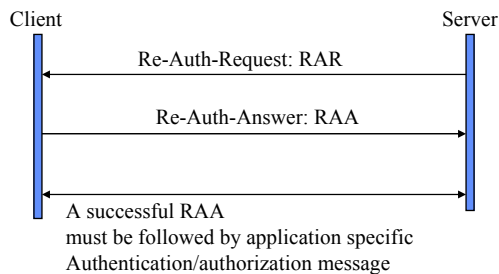 Client
Server
Re-Auth-Request: RAR
Re-Auth-Answer: RAA
A successful RAA
must be followed by application specific
Authentication/authorization message